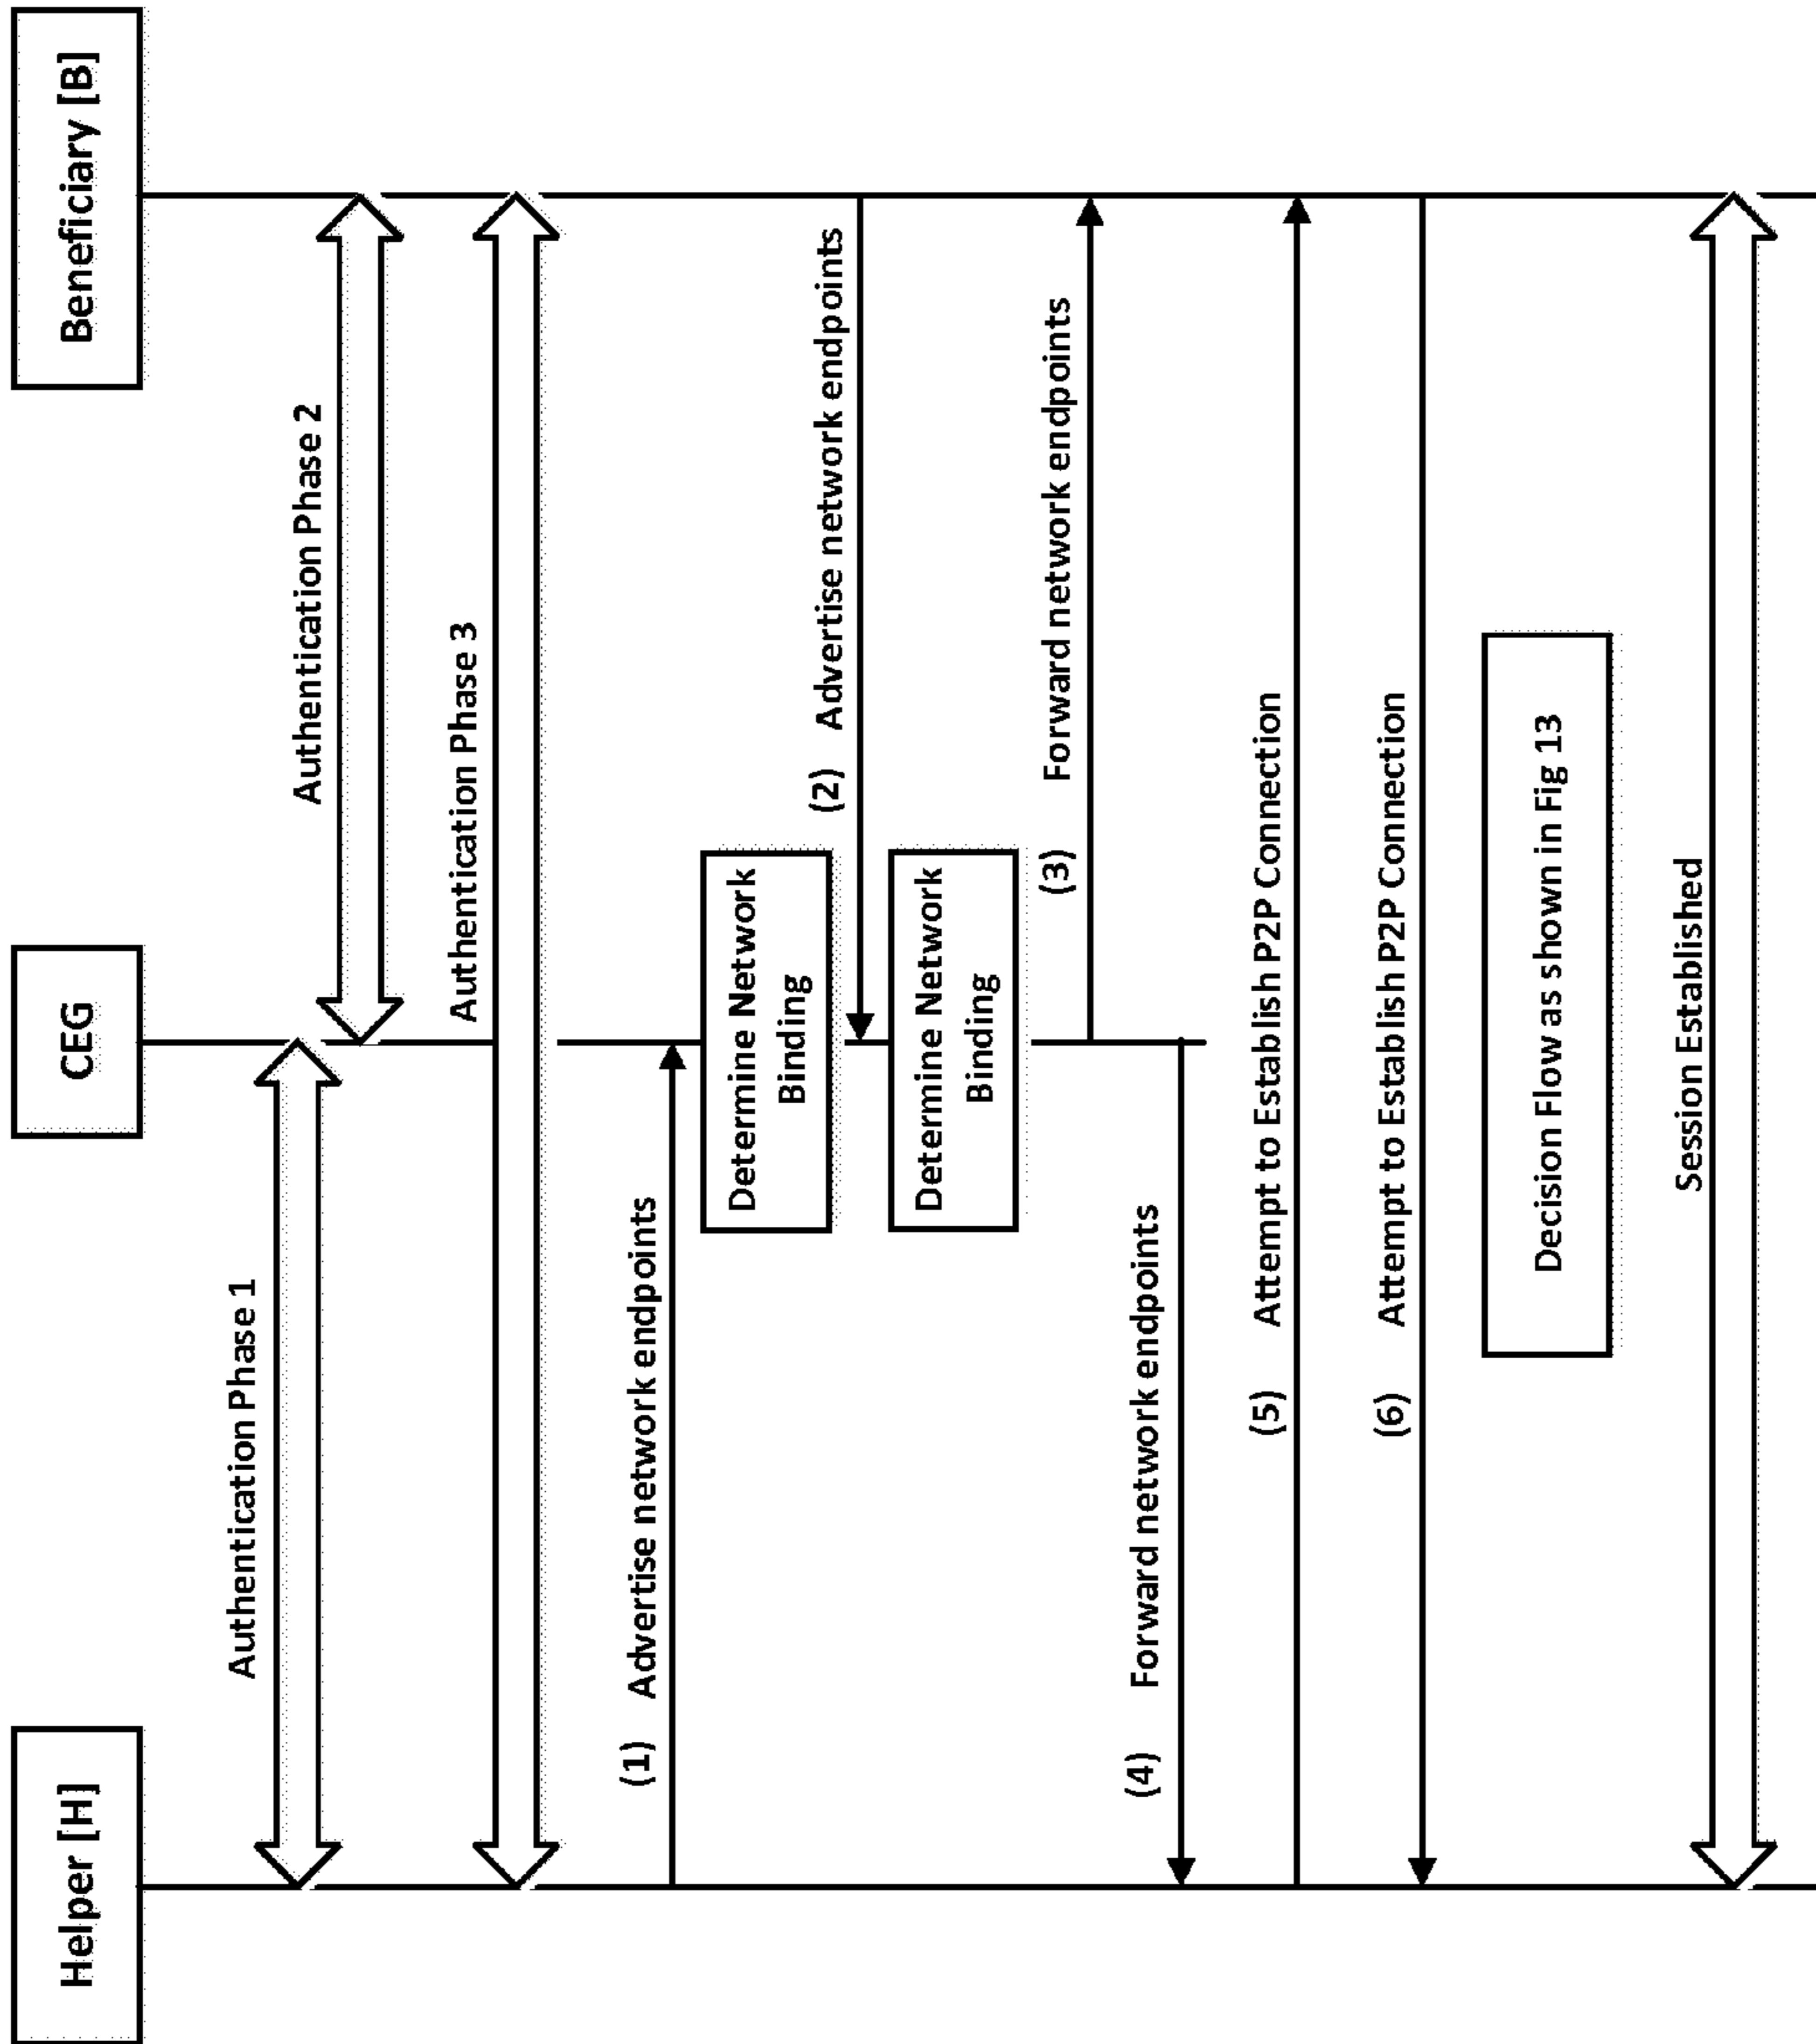 Helper [H]
CEG
Beneficiary [B]
Authentication Phase 1
Authentication Phase 2
Authentication Phase 3
(1) Advertise network endpoints
Determine Network
Binding
(2) Advertise network endpoints
Determine Network
Binding
(3) Forward network endpoints
(4) Forward network endpoints
(5) Attempt to Establish P2P Connection
(6) Attempt to Establish P2P Connection
Decision Flow as shown in Fig 13
Session Established